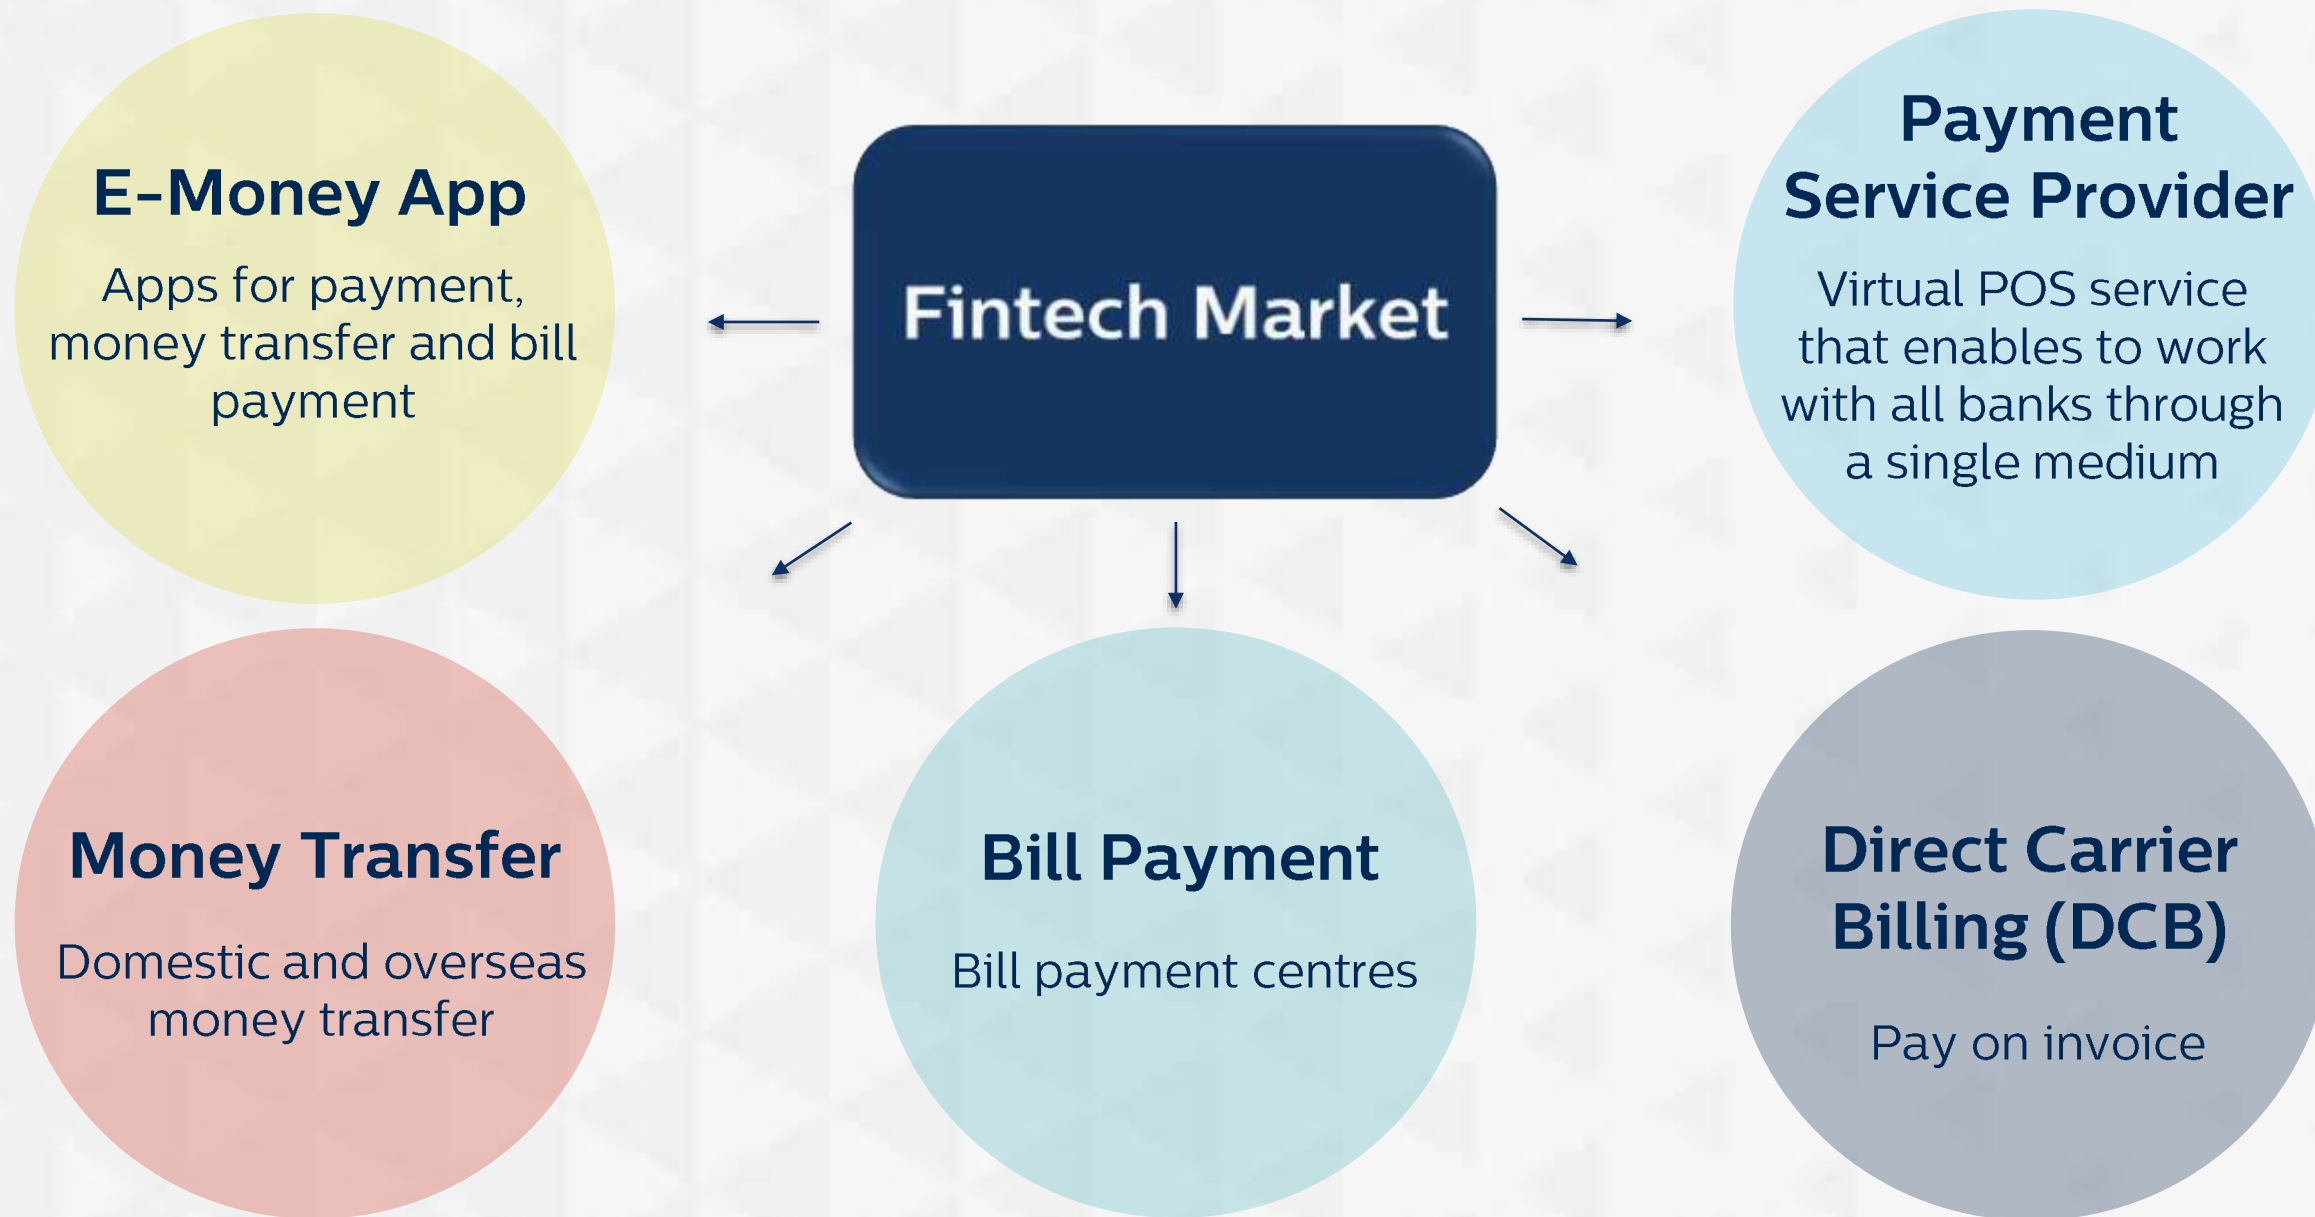 E-Money App
Apps for payment,
money transfer and bill
payment
Fintech Market
Payment
Service Provider
Virtual POS service
that enables to work
with all banks through
a single medium
Money Transfer
Domestic and overseas
money transfer
Bill Payment
Bill payment centres
Direct Carrier
Billing (DCB)
Pay on invoice